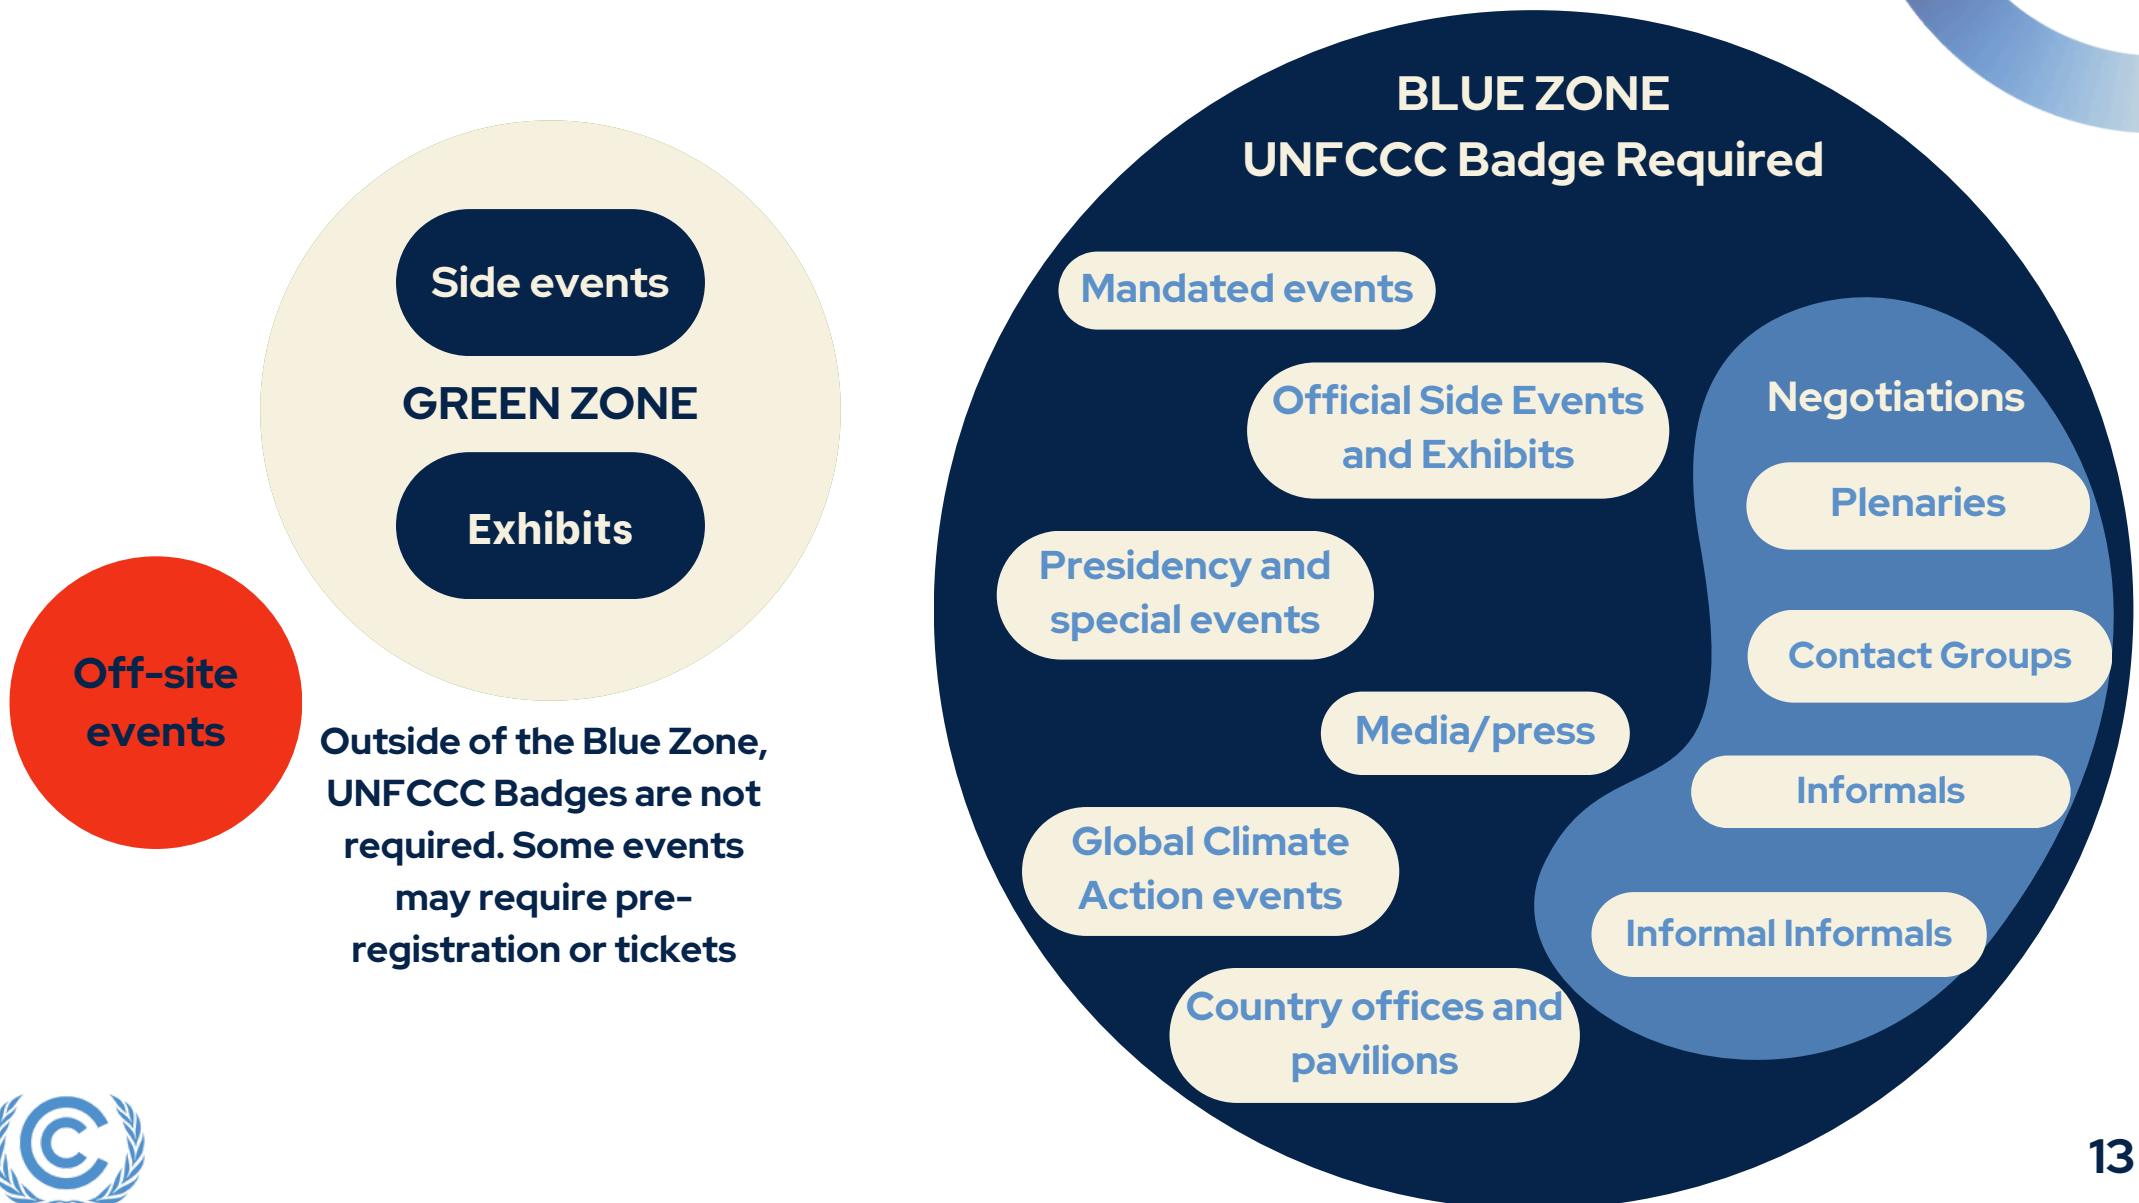 Side events
GREEN ZONE
Exhibits
Off-site
events
Outside of the Blue Zone,
UNFCCC Badges are not
required. Some events
may require pre-
registration or tickets
BLUE ZONE
UNFCCC Badge Required
Mandated events
Official Side Events
and Exhibits
Presidency and
special events
Media/press
Global Climate
Action events
Country offices and
pavilions
Negotiations
Plenaries
Contact Groups
Informals
Informal Informals
13